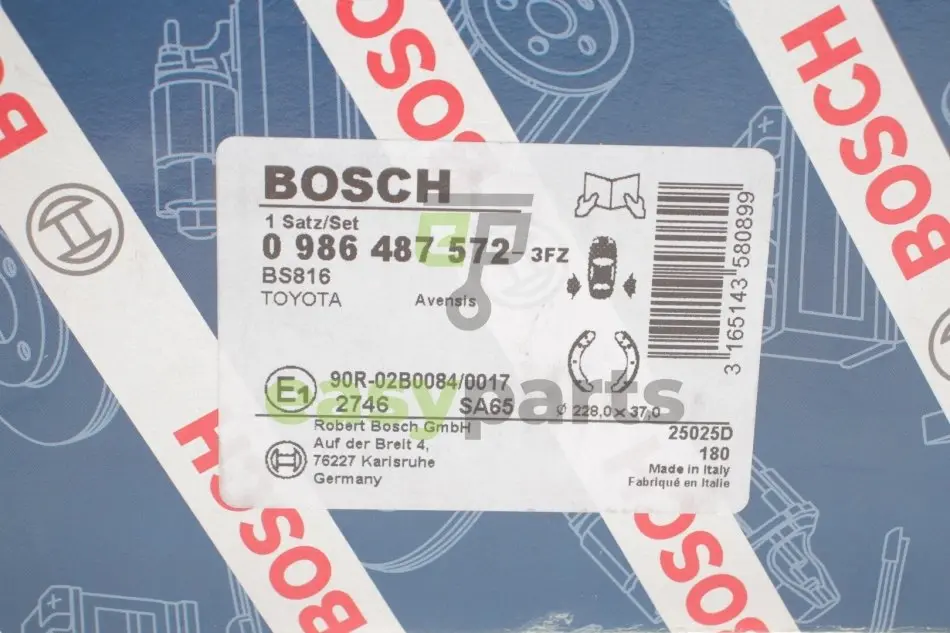 BOSCH
BOSCH
BOSCH
BOSCH
1 Satz/Set
0 986 487 572 - 3FZ
BS816
TOYOTA Avensis
3 165143 580899
E1
90R-02B0084/0017
2746 SA65
easyparts
Ø 228,0 x 37,0
Robert Bosch GmbH
Auf der Breit 4,
76227 Karlsruhe
Germany
25025D
180
Made in Italy
Fabriqué en Italie
BOSCH
BOSCH